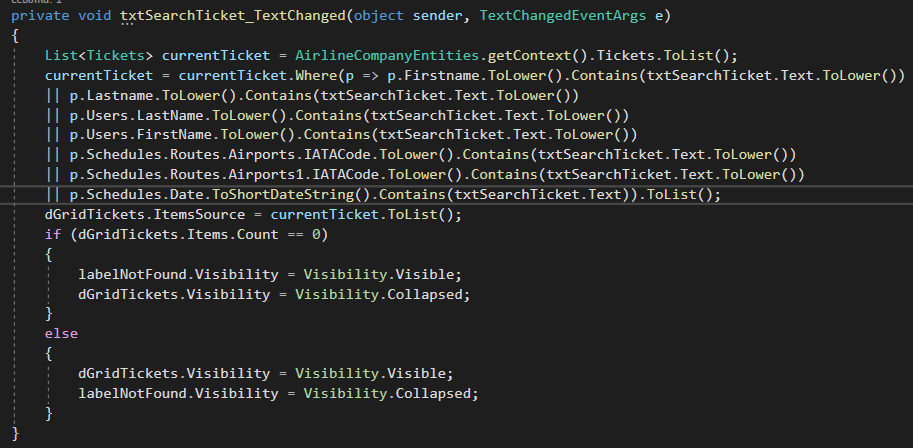 private void txtSearchTicket_TextChanged(object sender, TextChangedEventArgs e)
{
List<Tickets> currentTicket = AirlineCompanyEntities.getContext().Tickets.ToList();
currentTicket = currentTicket.Where(p => p.Firstname.ToLower().Contains(txtSearchTicket.Text.ToLower())
|| p.Lastname.ToLower().Contains(txtSearchTicket.Text.ToLower())
|| p.Users.LastName.ToLower().Contains(txtSearchTicket.Text.ToLower())
|| p.Users.FirstName.ToLower().Contains(txtSearchTicket.Text.ToLower())
|| p.Schedules.Routes.Airports.IATACode.ToLower().Contains(txtSearchTicket.Text.ToLower())
|| p.Schedules.Routes.Airports1.IATACode.ToLower().Contains(txtSearchTicket.Text.ToLower())
|| p.Schedules.Date.ToShortDateString().Contains(txtSearchTicket.Text)).ToList();
dGridTickets.ItemsSource = currentTicket.ToList();
if (dGridTickets.Items.Count == 0)
{
labelNotFound.Visibility = Visibility.Visible;
dGridTickets.Visibility = Visibility.Collapsed;
}
else
{
dGridTickets.Visibility = Visibility.Visible;
labelNotFound.Visibility = Visibility.Collapsed;
}
}